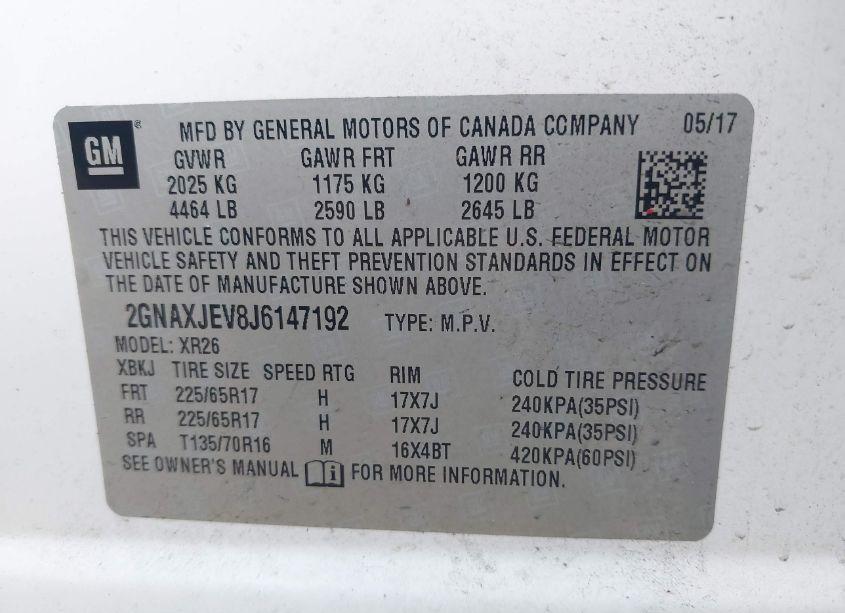 GM ® MFD BY GENERAL MOTORS OF CANADA COMPANY 05/17
GVWR GAWR FRT GAWR RR
2025 KG 1175 KG 1200 KG
4464 LB 2590 LB 2645 LB
THIS VEHICLE CONFORMS TO ALL APPLICABLE U.S. FEDERAL MOTOR
VEHICLE SAFETY AND THEFT PREVENTION STANDARDS IN EFFECT ON
THE DATE OF MANUFACTURE SHOWN ABOVE.
2GNAXJEV8J6147192 TYPE: M.P.V.
MODEL: XR26
XBKJ TIRE SIZE SPEED RTG RIM COLD TIRE PRESSURE
FRT 225/65R17 H 17X7J 240KPA(35PSI)
RR 225/65R17 H 17X7J 240KPA(35PSI)
SPA T135/70R16 M 16X4BT 420KPA(60PSI)
SEE OWNER'S MANUAL FOR MORE INFORMATION.